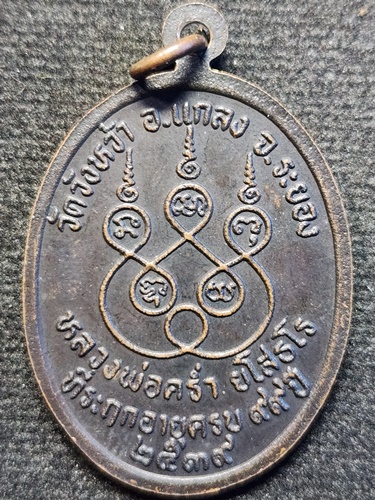 วัดวังหว้า อ.แกลง จ.ระยอง
หลวงพ่อคร่ำ ยโสธโร
ที่ระฤกอายุครบ ๙๙ ปี
๒๕๓๙